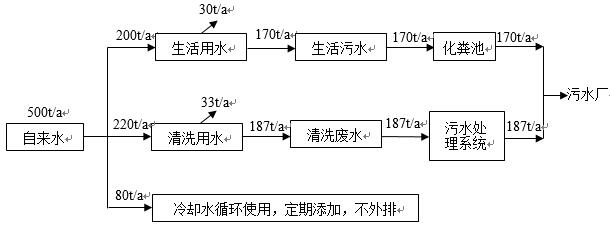 30t/a
200t/a
生活用水
170t/a
生活污水
170t/a
化粪池
170t/a
污水厂
500t/a
自来水
33t/a
220t/a
清洗用水
187t/a
清洗废水
187t/a
污水处
理系统
187t/a
80t/a
冷却水循环使用，定期添加，不外排